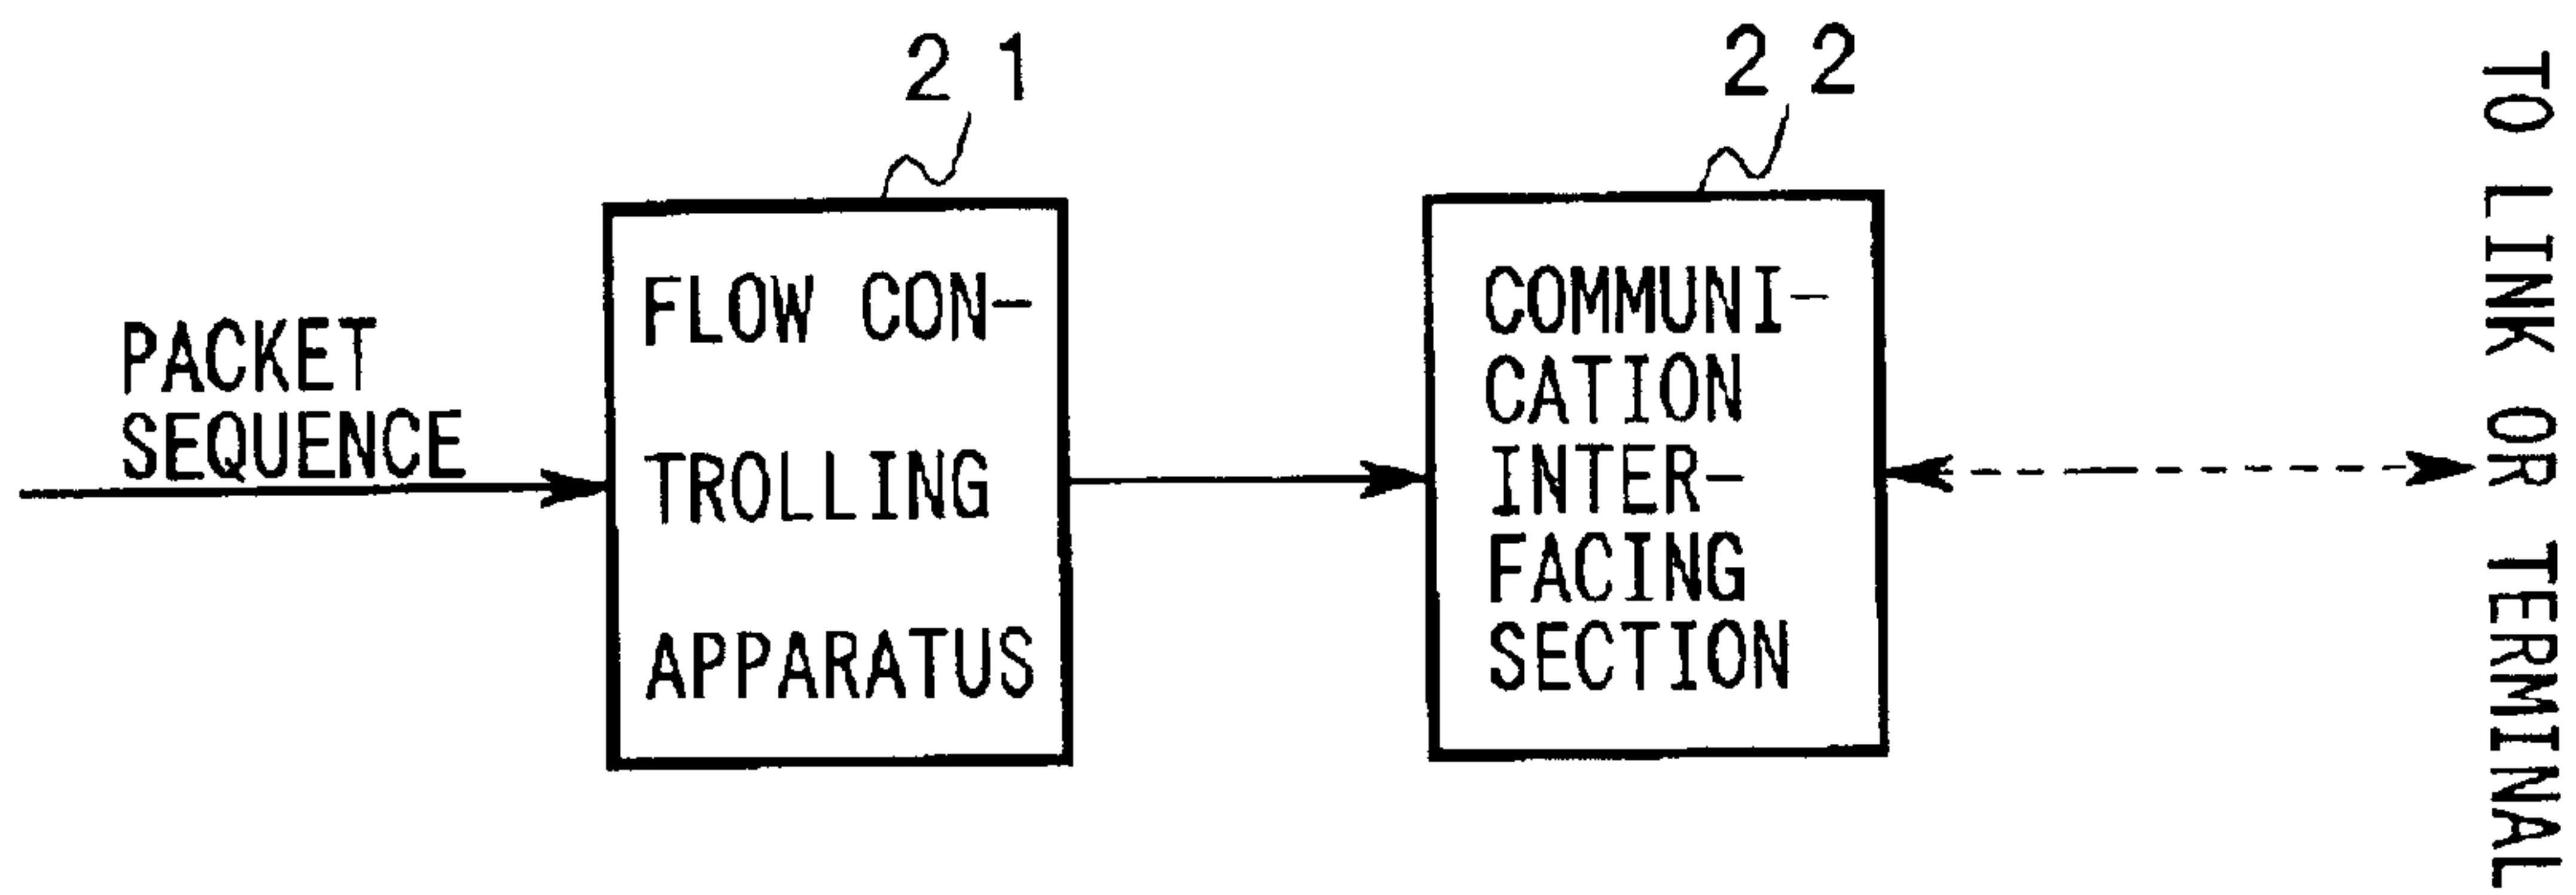 21
22
PACKET
SEQUENCE
FLOW CON-
TROLLING
APPARATUS
COMMUNI-
CATION
INTER-
FACING
SECTION
TO LINK OR TERMINAL